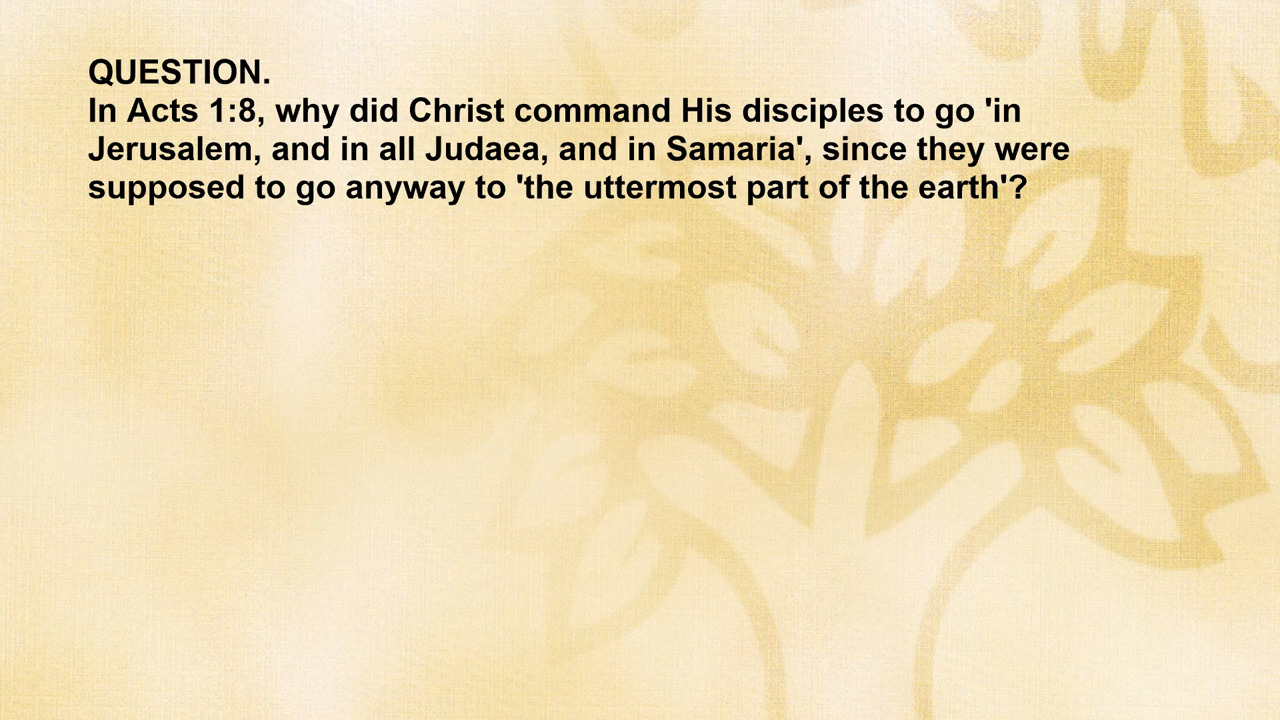 QUESTION.
In Acts 1:8, why did Christ command His disciples to go 'in
Jerusalem, and in all Judaea, and in Samaria', since they were
supposed to go anyway to 'the uttermost part of the earth'?